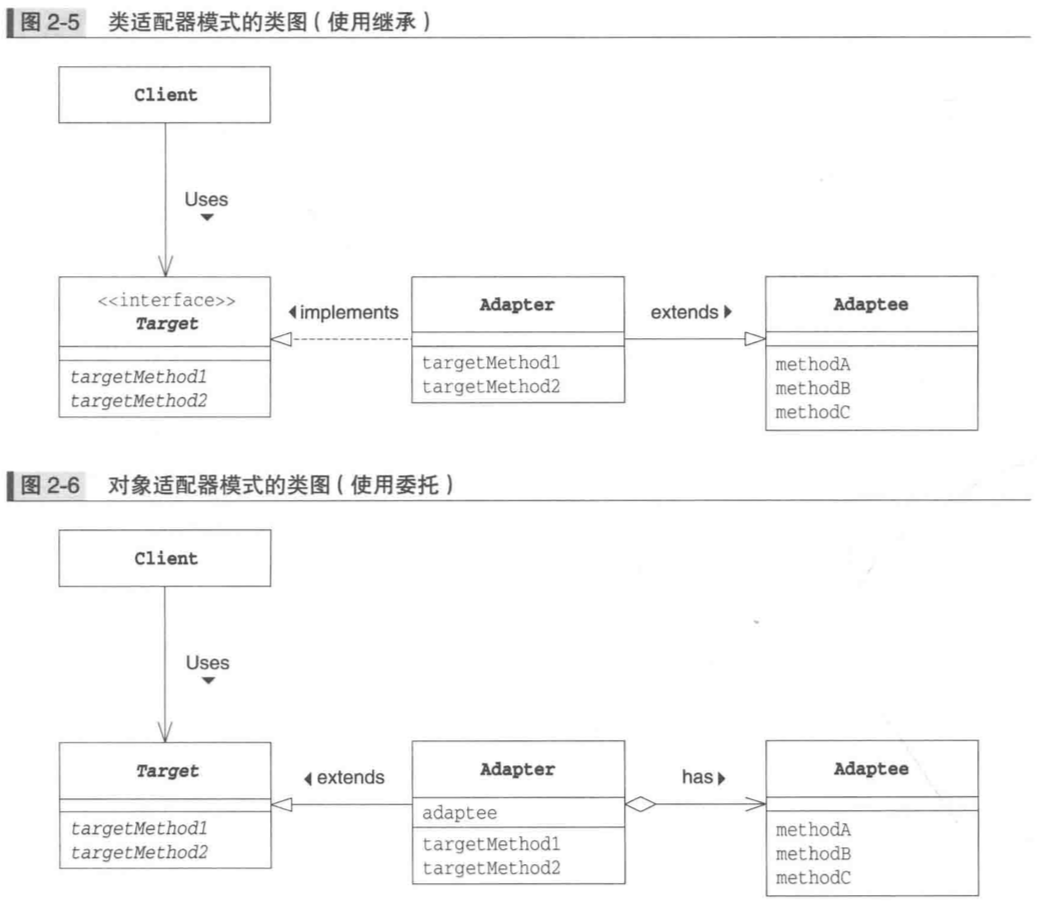 图 2-5 类适配器模式的类图（使用继承）
Client
Uses
<<interface>>
Target
targetMethod1
targetMethod2
implements
Adapter
targetMethod1
targetMethod2
extends
Adaptee
methodA
methodB
methodC
图 2-6 对象适配器模式的类图（使用委托）
Client
Uses
Target
targetMethod1
targetMethod2
extends
Adapter
adaptee
targetMethod1
targetMethod2
has
Adaptee
methodA
methodB
methodC